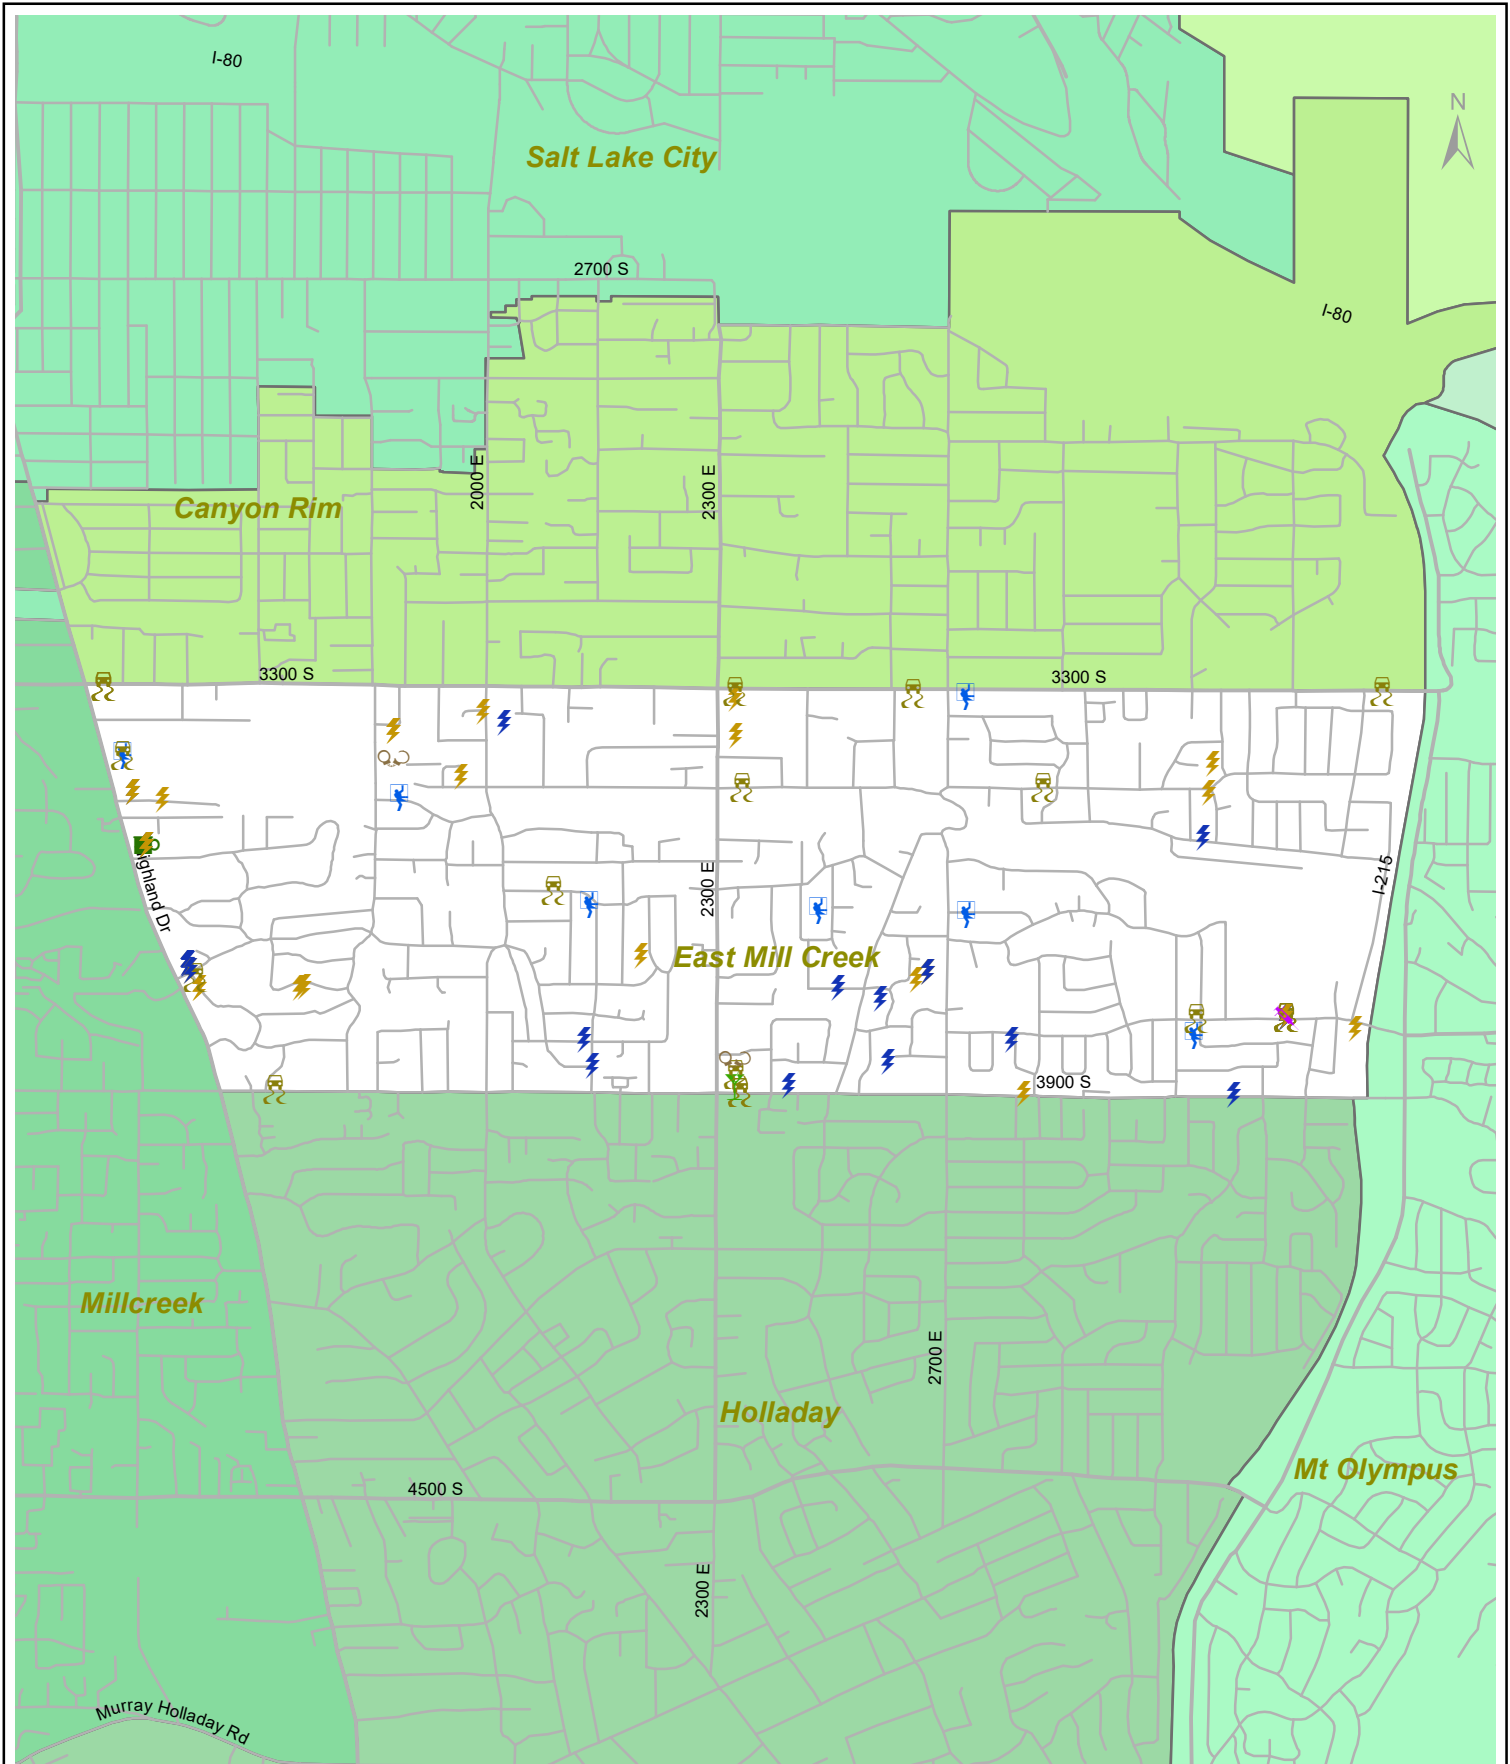 I-80
N
Salt Lake City
2700 S
I-80
2000 E
2300 E
Canyon Rim
3300 S
3300 S
Highland Dr
2300 E
I-215
East Mill Creek
3900 S
Millcreek
2700 E
Holladay
Mt Olympus
4500 S
2300 E
Murray Holladay Rd